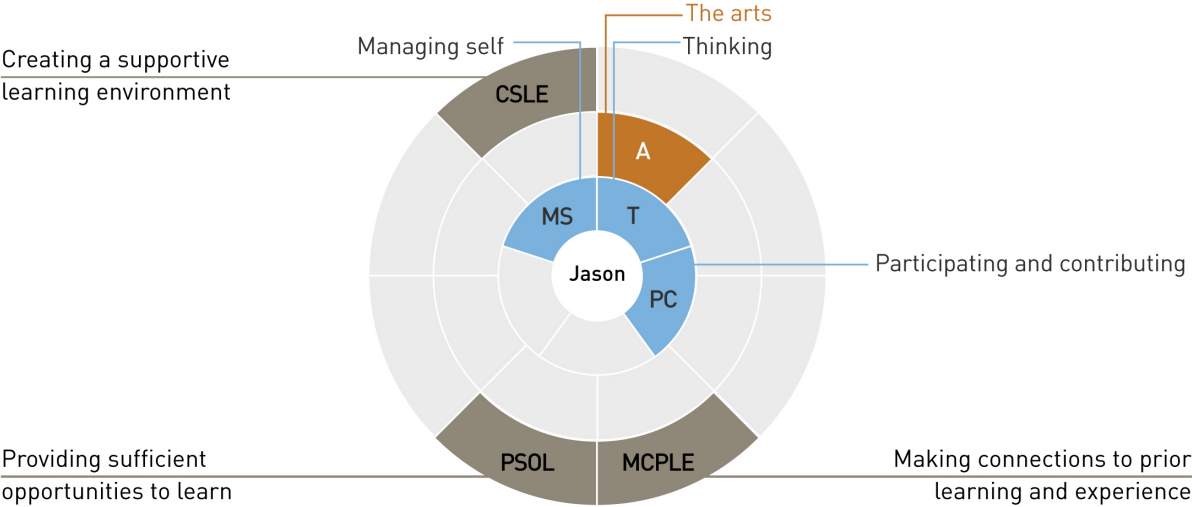 The arts
Managing self
Thinking
Creating a supportive
learning environment
CSLE
A
MS
T
Jason
Participating and contributing
PC
Providing sufficient
opportunities to learn
PSOL
MCPLE
Making connections to prior
learning and experience